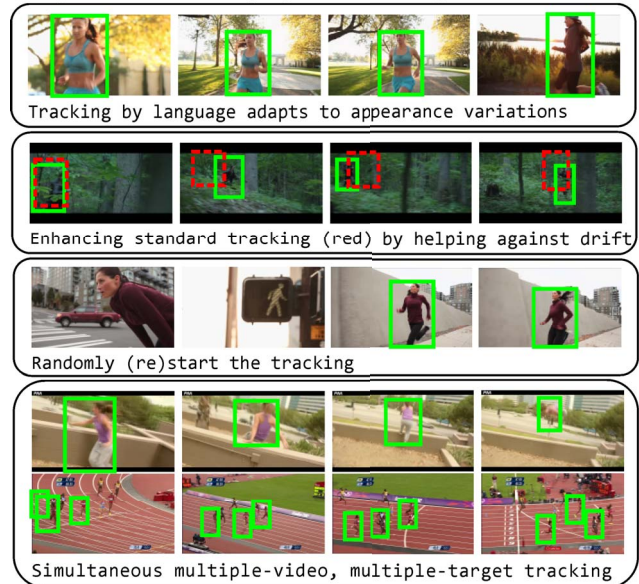 Tracking by language adapts to appearance variations
Enhancing standard tracking (red) by helping against drift
Randomly (re)start the tracking
Simultaneous multiple-video, multiple-target tracking